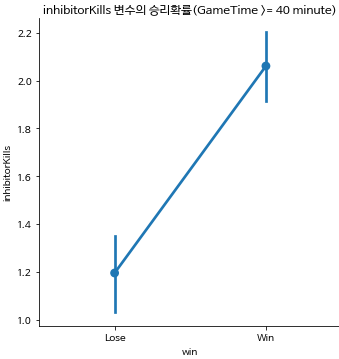 inhibitorKills 변수의 승리확률(GameTime >= 40 minute)
2.2
2.0
1.8
1.6
1.4
1.2
1.0
inhibitorKills
Lose
Win
win